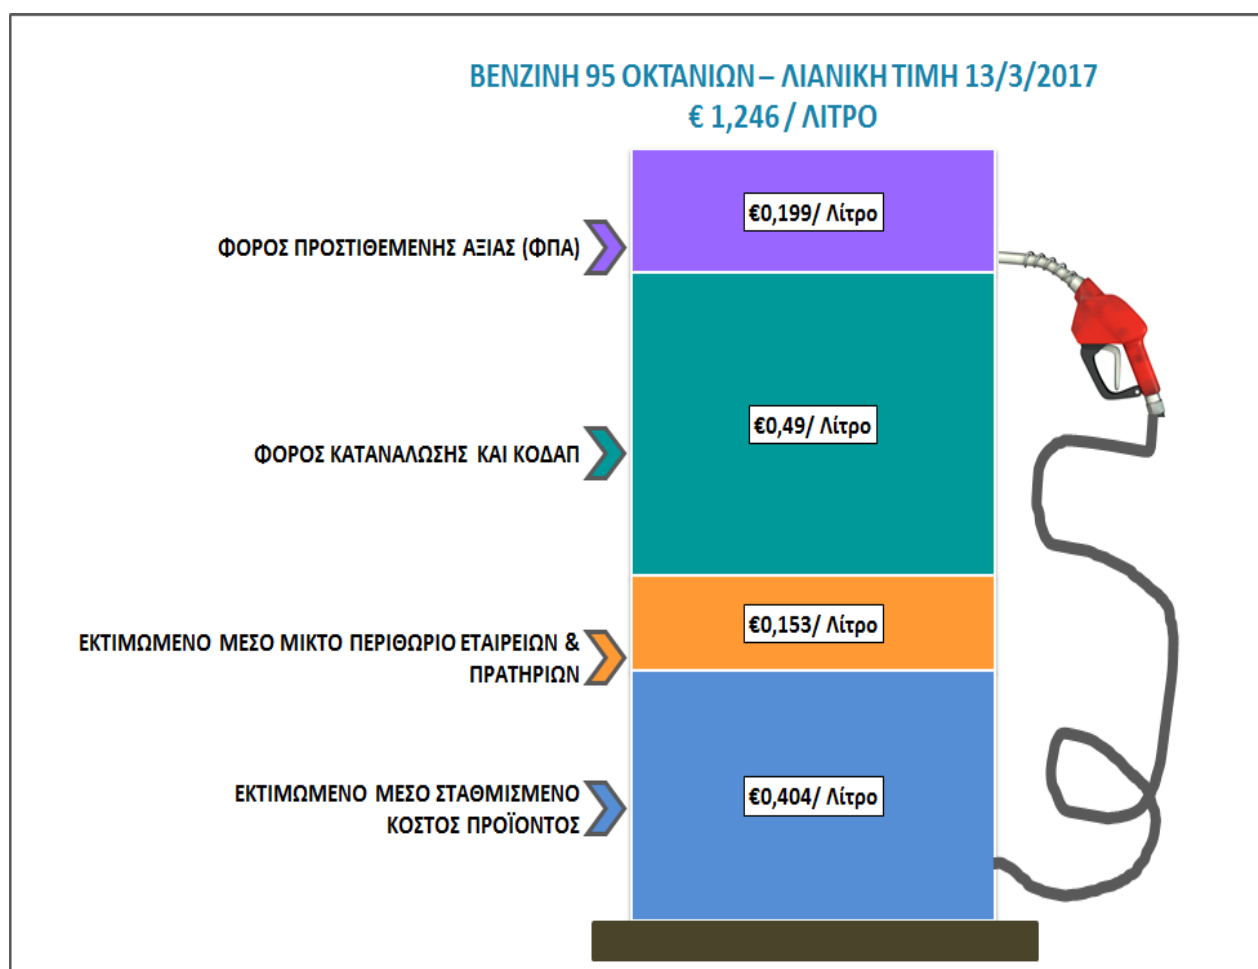 ΒΕΝΖΙΝΗ 95 ΟΚΤΑΝΙΩΝ – ΛΙΑΝΙΚΗ ΤΙΜΗ 13/3/2017
€ 1,246 / ΛΙΤΡΟ
€0,199/ Λίτρο
ΦΟΡΟΣ ΠΡΟΣΤΙΘΕΜΕΝΗΣ ΑΞΙΑΣ (ΦΠΑ)
€0,49/ Λίτρο
ΦΟΡΟΣ ΚΑΤΑΝΑΛΩΣΗΣ ΚΑΙ ΚΟΔΑΠ
€0,153/ Λίτρο
ΕΚΤΙΜΩΜΕΝΟ ΜΕΣΟ ΜΙΚΤΟ ΠΕΡΙΘΩΡΙΟ ΕΤΑΙΡΕΙΩΝ &
ΠΡΑΤΗΡΙΩΝ
€0,404/ Λίτρο
ΕΚΤΙΜΩΜΕΝΟ ΜΕΣΟ ΣΤΑΘΜΙΣΜΕΝΟ
ΚΟΣΤΟΣ ΠΡΟΪΟΝΤΟΣ